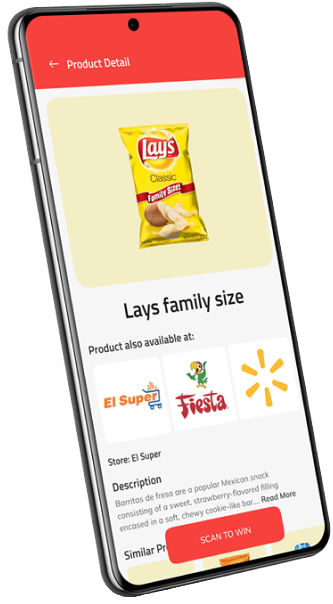 ← Product Detail
Lay's
Classic
Family Size!
Lays family size
Product also available at:
El Super
Fiesta
Store: El Super
Description
Barritas de fresa are a popular Mexican snack
consisting of a sweet, strawberry-flavored filling
encased in a soft, chewy cookie-like bar... Read More
SCAN TO WIN
Similar Pr